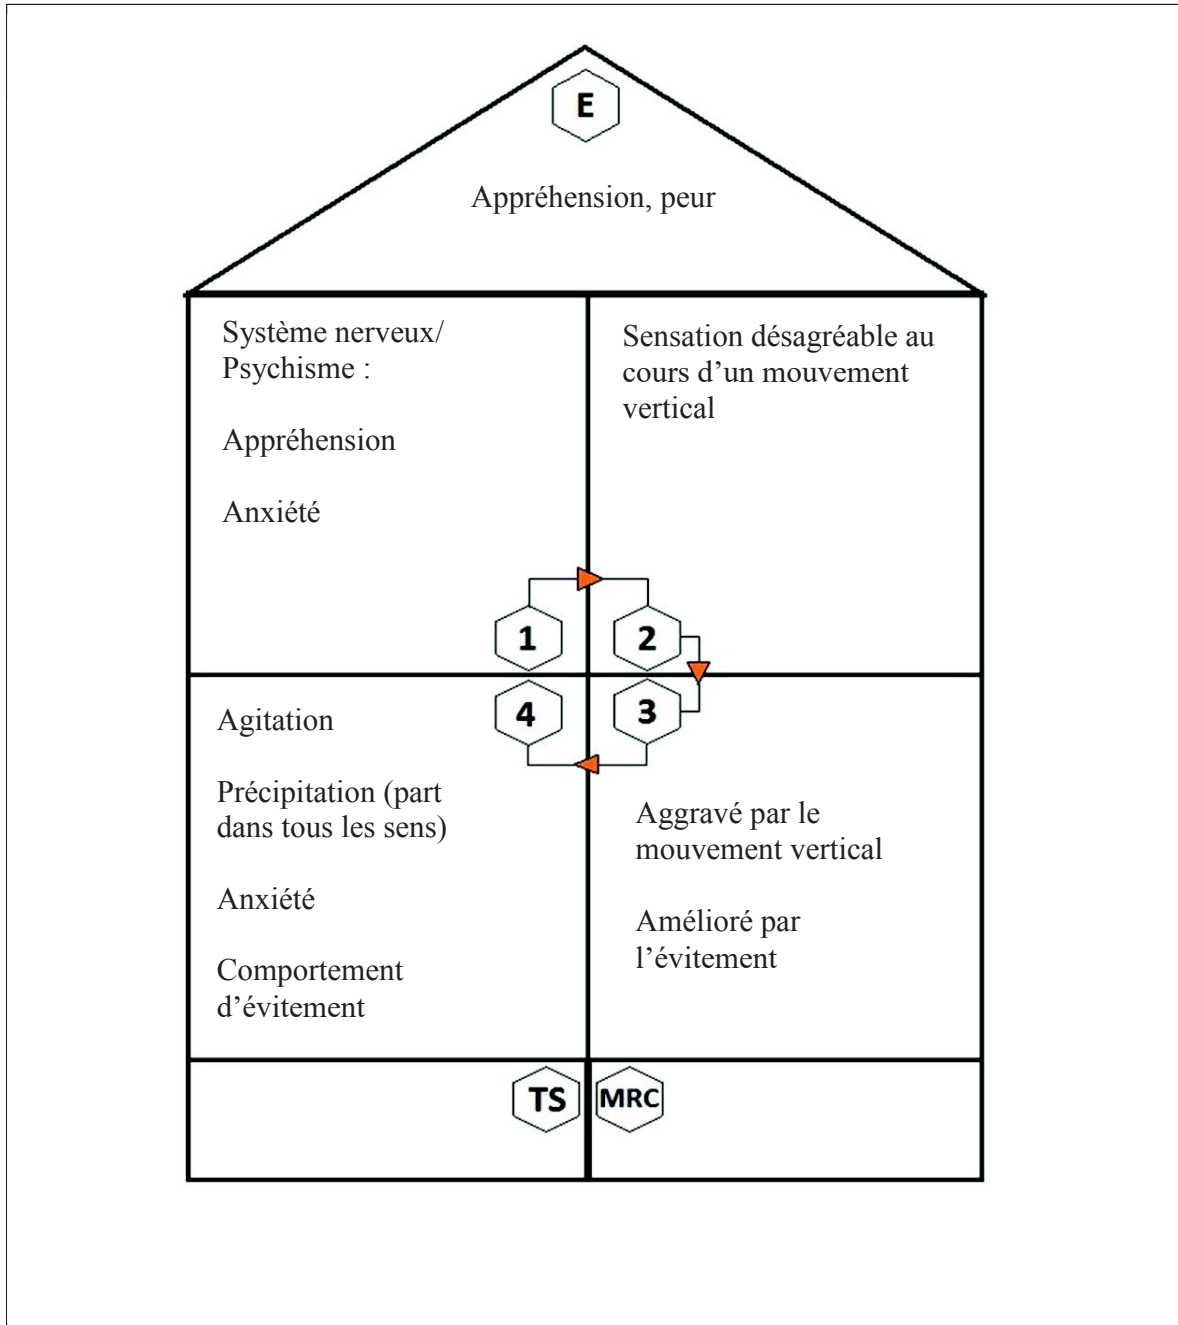 E
Appréhension, peur
Système nerveux/
Psychisme :
Appréhension
Anxiété
Sensation désagréable au
cours d’un mouvement
vertical
1
2
4
3
Agitation
Précipitation (part
dans tous les sens)
Anxiété
Comportement
d’évitement
Aggravé par le
mouvement vertical
Amélioré par
l’évitement
TS
MRC